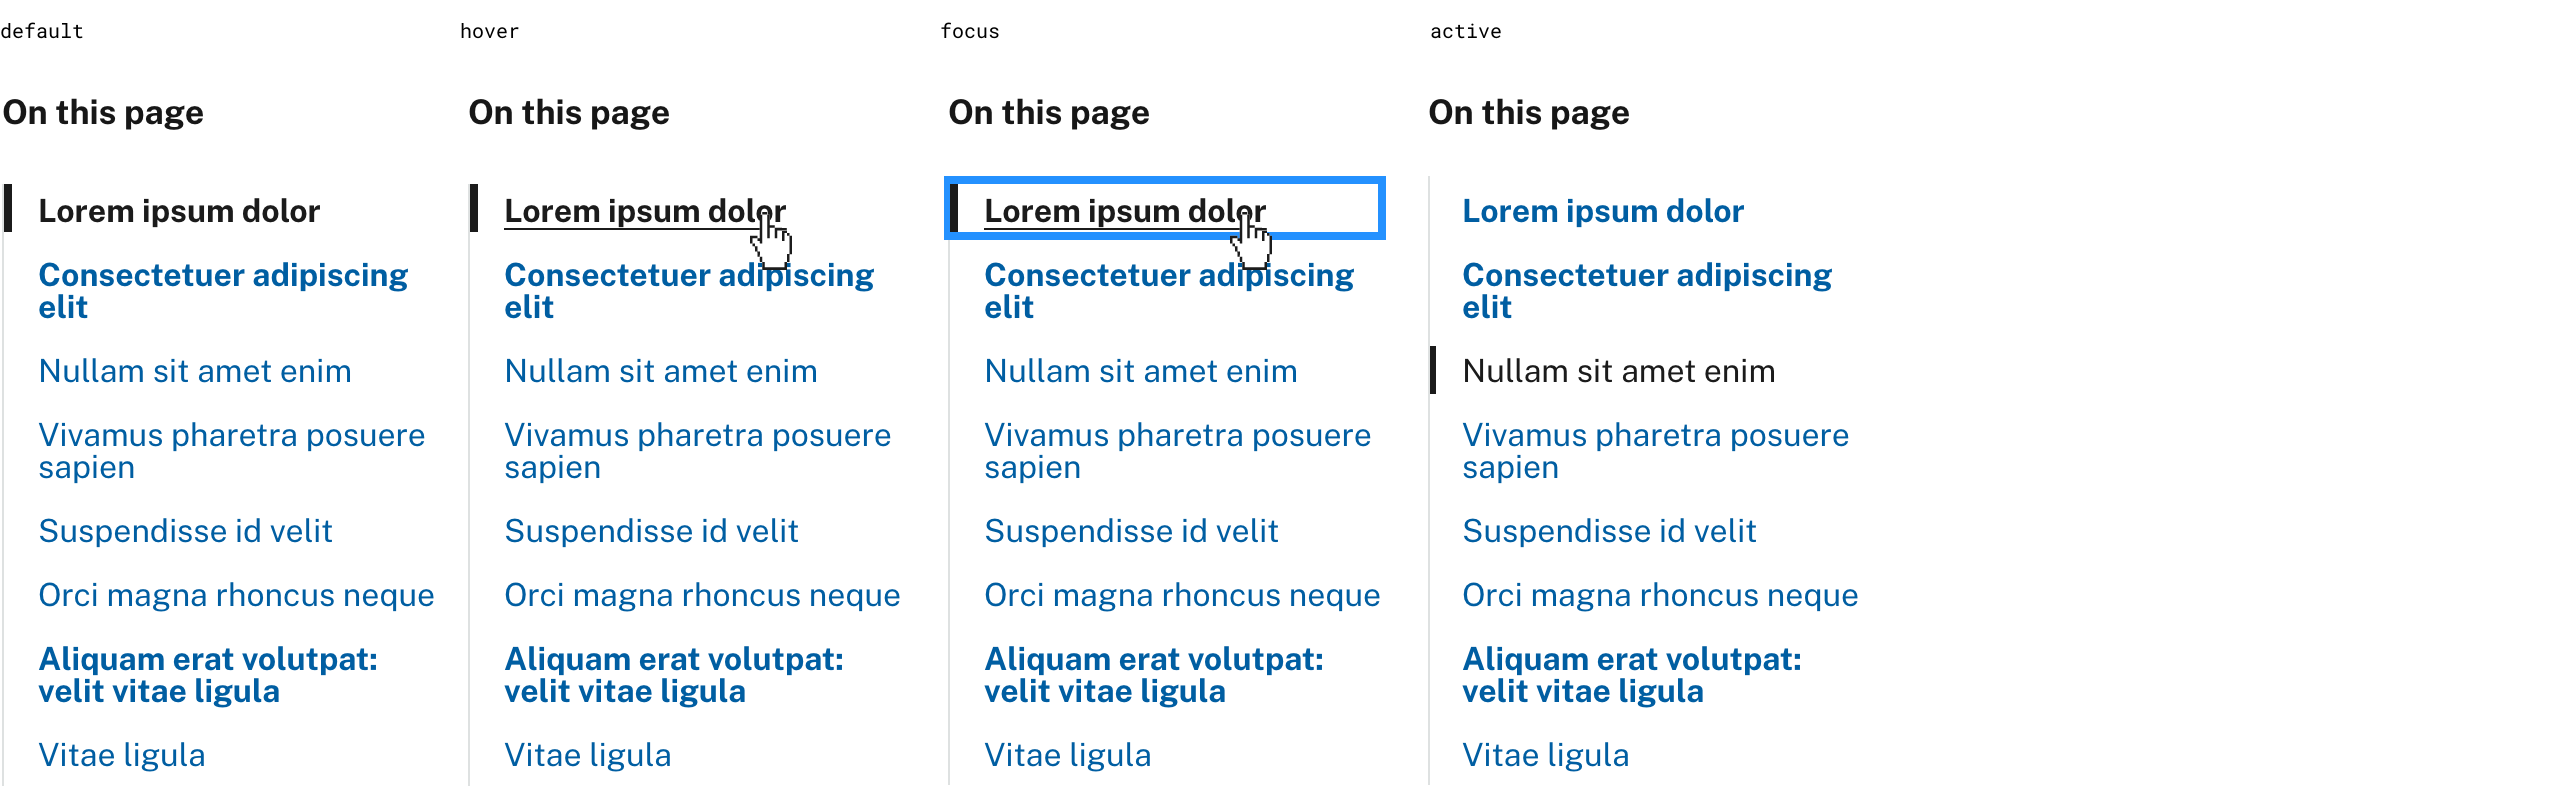 default
On this page
Lorem ipsum dolor
Consectetuer adipiscing
elit
Nullam sit amet enim
Vivamus pharetra posuere
sapien
Suspendisse id velit
Orci magna rhoncus neque
Aliquam erat volutpat:
velit vitae ligula
Vitae ligula
hover
On this page
Lorem ipsum dolor
Consectetuer adipiscing
elit
Nullam sit amet enim
Vivamus pharetra posuere
sapien
Suspendisse id velit
Orci magna rhoncus neque
Aliquam erat volutpat:
velit vitae ligula
Vitae ligula
focus
On this page
Lorem ipsum dolor
Consectetuer adipiscing
elit
Nullam sit amet enim
Vivamus pharetra posuere
sapien
Suspendisse id velit
Orci magna rhoncus neque
Aliquam erat volutpat:
velit vitae ligula
Vitae ligula
active
On this page
Lorem ipsum dolor
Consectetuer adipiscing
elit
Nullam sit amet enim
Vivamus pharetra posuere
sapien
Suspendisse id velit
Orci magna rhoncus neque
Aliquam erat volutpat:
velit vitae ligula
Vitae ligula